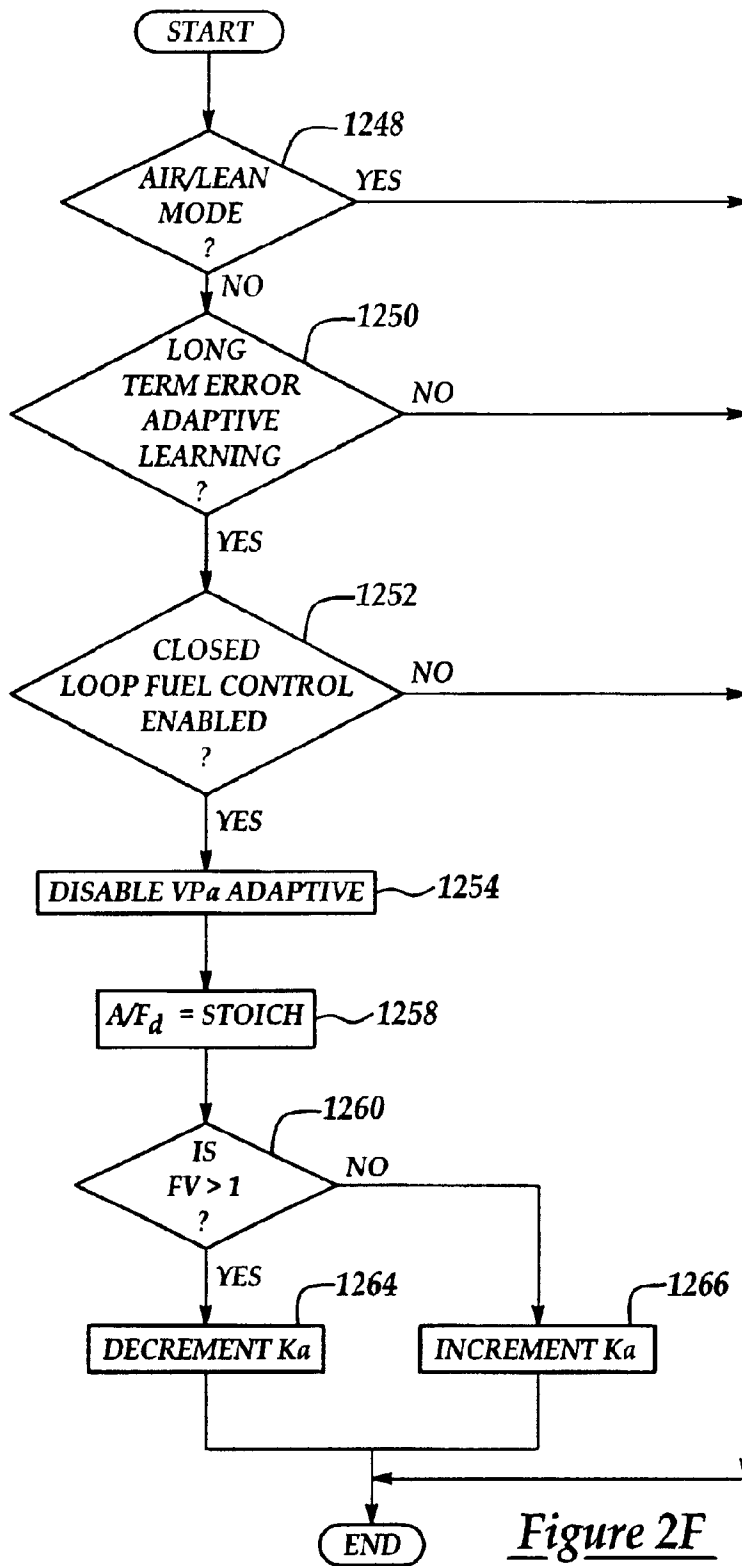 START
1248
AIR/LEAN
MODE
?
YES
NO
1250
LONG
TERM ERROR
ADAPTIVE
LEARNING
?
NO
YES
1252
CLOSED
LOOP FUEL CONTROL
ENABLED
?
NO
YES
DISABLE VPa ADAPTIVE
1254
A/Fd = STOICH
1258
1260
IS
FV > 1
?
NO
YES
1264
1266
DECREMENT Ka
INCREMENT Ka
END
Figure 2F